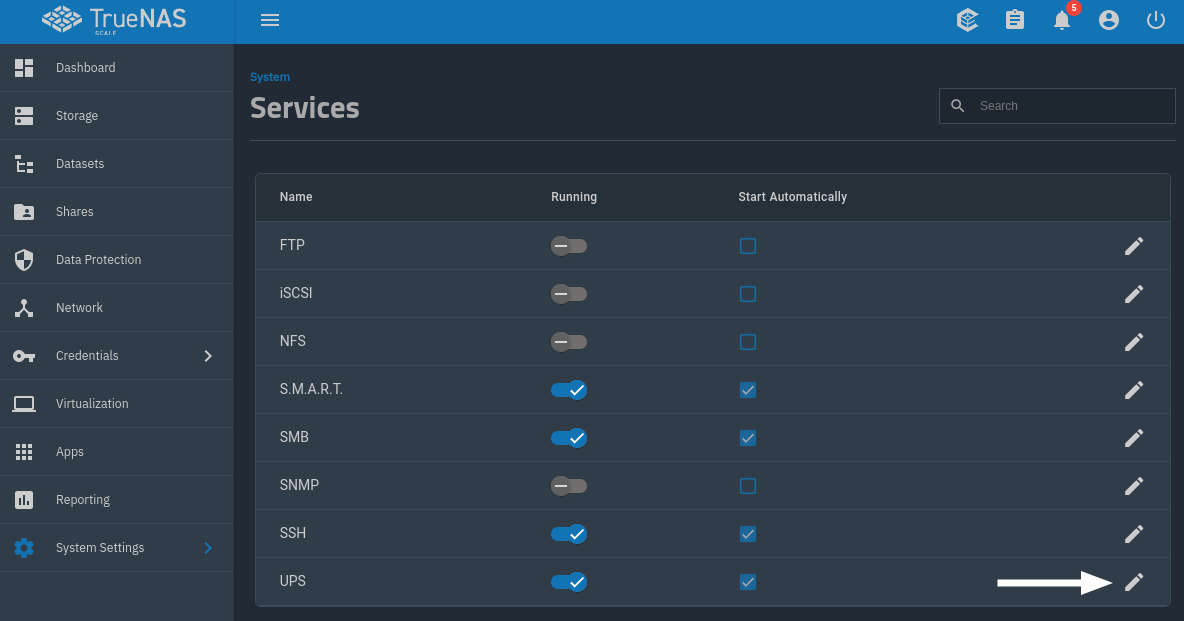 TrueNAS
SCALE
5
Dashboard
Storage
Datasets
Shares
Data Protection
Network
Credentials
Virtualization
Apps
Reporting
System Settings
System
Services
Search
Name Running Start Automatically
FTP
iSCSI
NFS
S.M.A.R.T.
SMB
SNMP
SSH
UPS